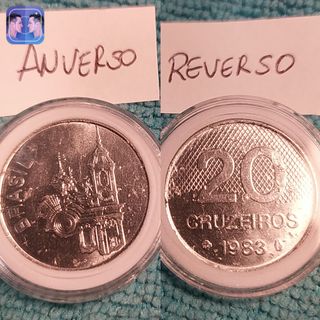 ANVERSO
REVERSO
BRASIL
20
CRUZEIROS
1983